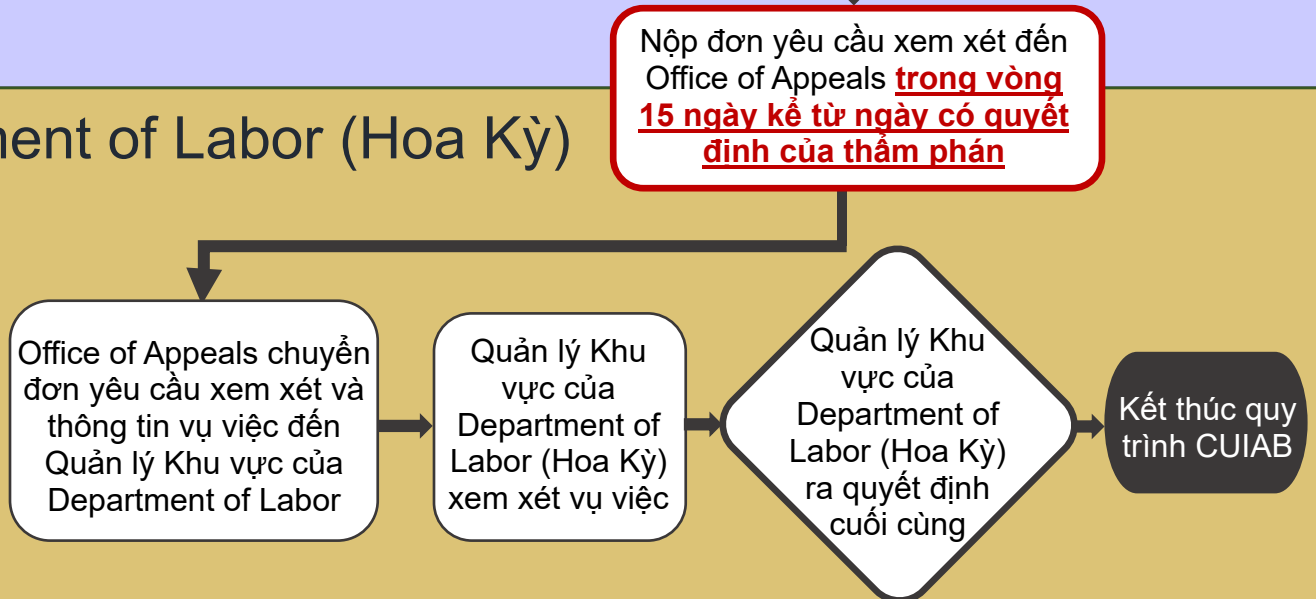 Nộp đơn yêu cầu xem xét đến
Office of Appeals trong vòng
15 ngày kể từ ngày có quyết
định của thẩm phán
ment of Labor (Hoa Kỳ)
Office of Appeals chuyển
đơn yêu cầu xem xét và
thông tin vụ việc đến
Quản lý Khu vực của
Department of Labor
Quản lý Khu
vực của
Department of
Labor (Hoa Kỳ)
xem xét vụ việc
Quản lý Khu
vực của
Department of
Labor (Hoa Kỳ)
ra quyết định
cuối cùng
Kết thúc quy
trình CUIAB